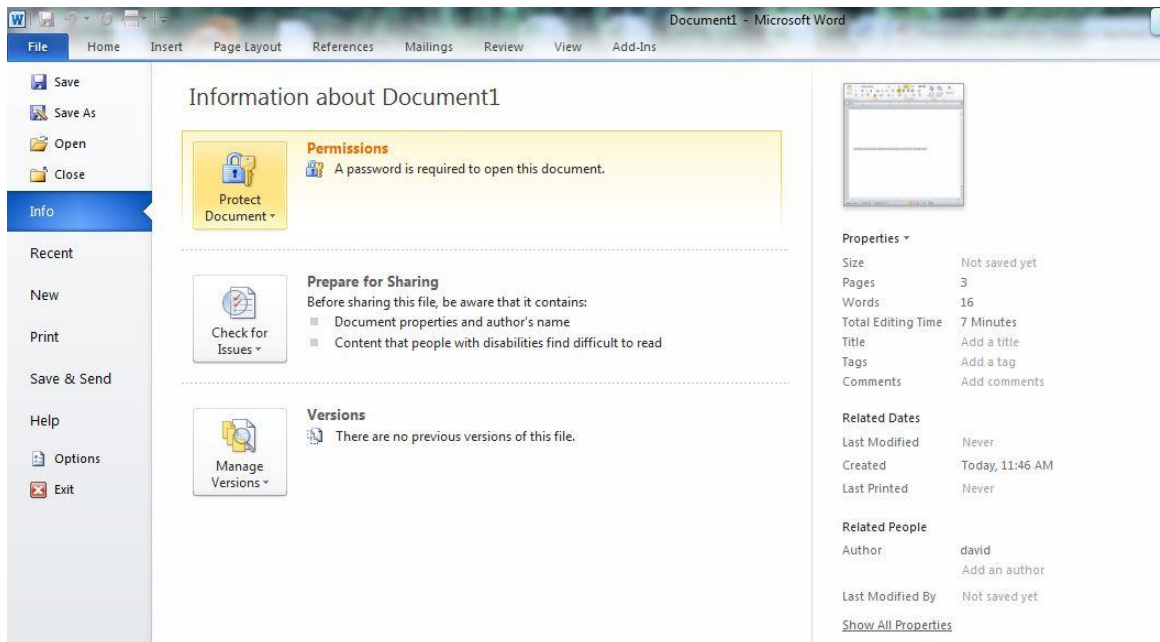 W
Document1 - Microsoft Word
File Home Insert Page Layout References Mailings Review View Add-Ins
Save
Save As
Open
Close
Info
Recent
New
Print
Save & Send
Help
Options
Exit
Information about Document1
Protect
Document
Permissions
A password is required to open this document.
Check for
Issues
Prepare for Sharing
Before sharing this file, be aware that it contains:
Document properties and author's name
Content that people with disabilities find difficult to read
Manage
Versions
Versions
There are no previous versions of this file.
Properties
Size Not saved yet
Pages 3
Words 16
Total Editing Time 7 Minutes
Title Add a title
Tags Add a tag
Comments Add comments
Related Dates
Last Modified Never
Created Today, 11:46 AM
Last Printed Never
Related People
Author david
Add an author
Last Modified By Not saved yet
Show All Properties